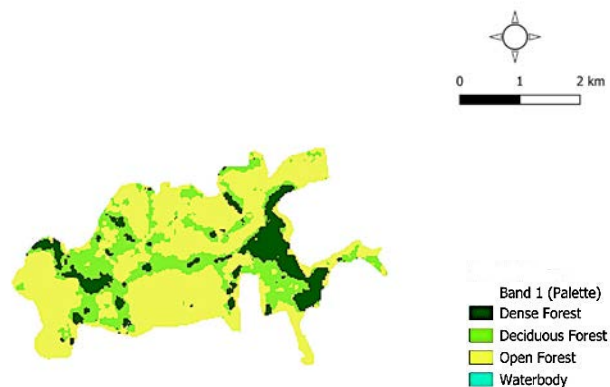 0 1 2 km
Band 1 (Palette)
Dense Forest
Deciduous Forest
Open Forest
Waterbody